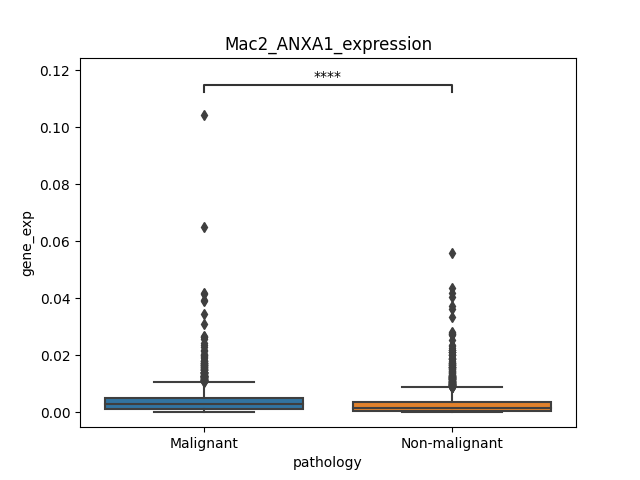 Mac2_ANXA1_expression
****
0.12
0.10
0.08
0.06
0.04
0.02
0.00
gene_exp
Malignant
Non-malignant
pathology